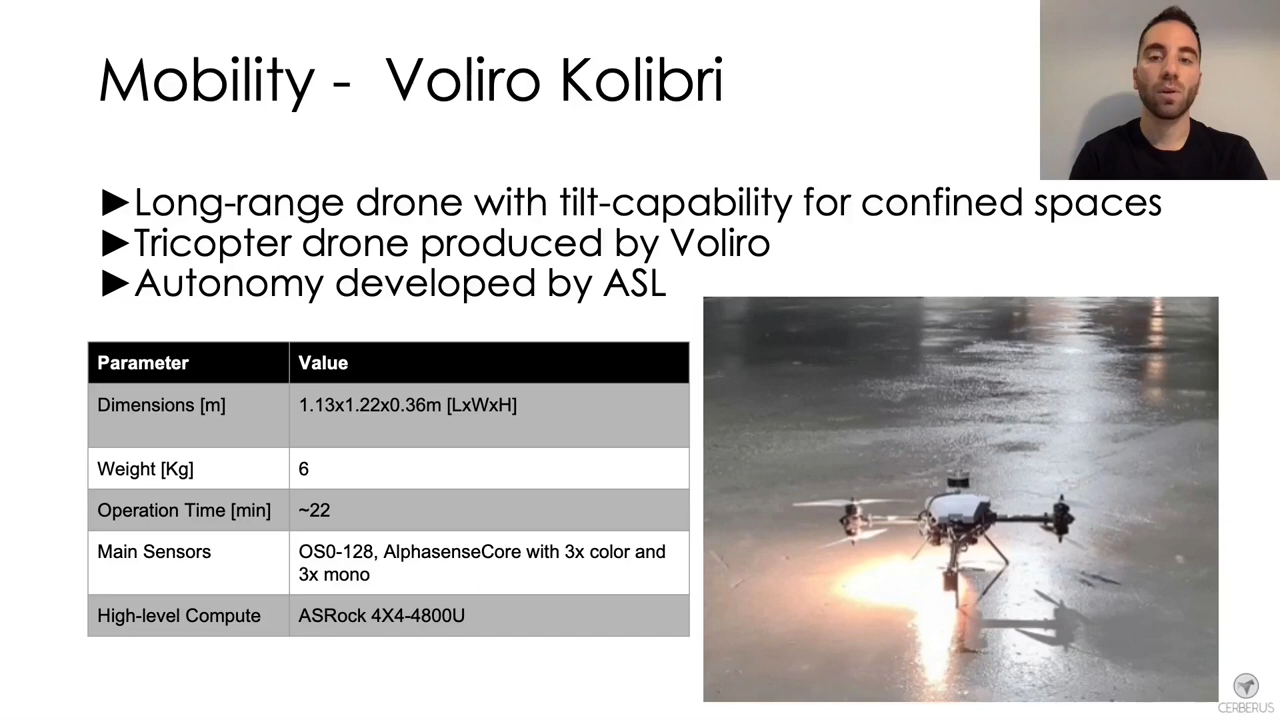 Mobility - Voliro Kolibri
►Long-range drone with tilt-capability for confined spaces
►Tricopter drone produced by Voliro
►Autonomy developed by ASL
Parameter Value
Dimensions [m] 1.13x1.22x0.36m [LxWxH]
Weight [Kg] 6
Operation Time [min] ~22
Main Sensors OS0-128, AlphasenseCore with 3x color and
3x mono
High-level Compute ASRock 4X4-4800U
CERBERUS